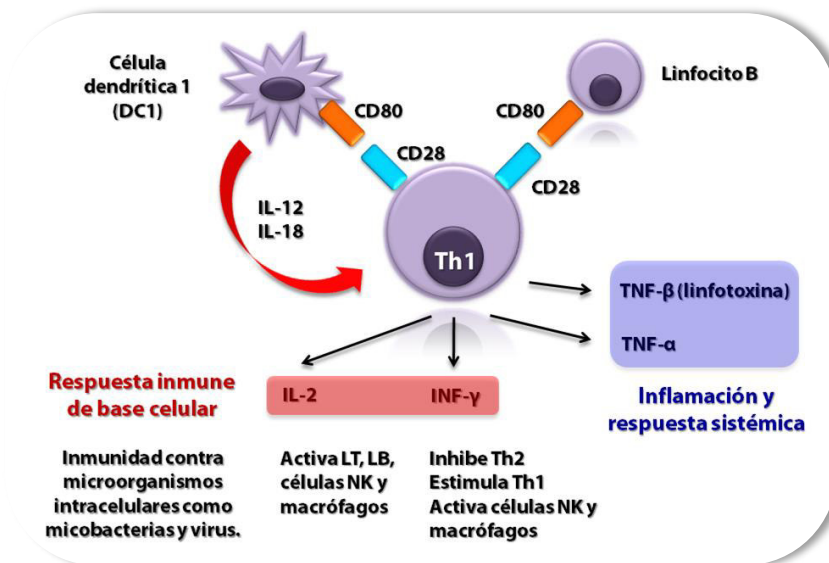 Célula
dendrítica 1
(DC1)
CD80
CD28
IL-12
IL-18
CD80
CD28
Linfocito B
Th1
TNF-β (linfotoxina)
TNF-α
Inflamación y
respuesta sistémica
Respuesta inmune
de base celular
Inmunidad contra
microorganismos
intracelulares como
micobacterias y virus.
IL-2
Activa LT, LB,
células NK y
macrófagos
INF-γ
Inhibe Th2
Estimula Th1
Activa células NK y
macrófagos